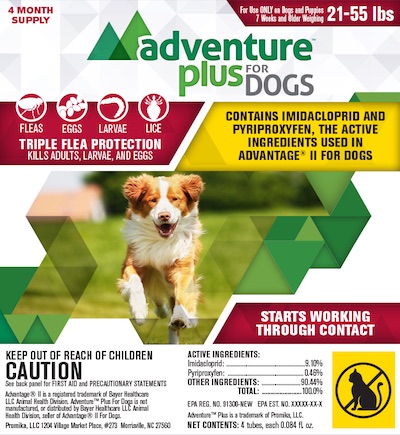 4 MONTH
SUPPLY
For Use ONLY on Dogs and Puppies
7 Weeks and Older Weighing
21-55 lbs
adventure™
plus FOR
DOGS
FLEAS EGGS LARVAE LICE
TRIPLE FLEA PROTECTION
KILLS ADULTS, LARVAE, AND EGGS
CONTAINS IMIDACLOPRID AND
PYRIPROXYFEN, THE ACTIVE
INGREDIENTS USED IN
ADVANTAGE® II FOR DOGS
STARTS WORKING
THROUGH CONTACT
KEEP OUT OF REACH OF CHILDREN
CAUTION
See back panel for FIRST AID and PRECAUTIONARY STATEMENTS
Advantage® II is a registered trademark of Bayer Healthcare
LLC Animal Health Division. Adventure™ Plus For Dogs is not
manufactured, or distributed by Bayer Healthcare LLC Animal
Health Division, seller of Advantage® II For Dogs.
Promika, LLC 1204 Village Market Place, #273 Morrisville, NC 27560
ACTIVE INGREDIENTS:
Imidacloprid: 9.10%
Pyriproxyfen: 0.46%
OTHER INGREDIENTS: 90.44%
TOTAL: 100.0%
EPA REG. NO. 91300-NEW EPA EST. NO. XXXXX-XX-X
Adventure™ Plus is a trademark of Promika, LLC.
NET CONTENTS: 4 tubes, each 0.084 fl. oz.